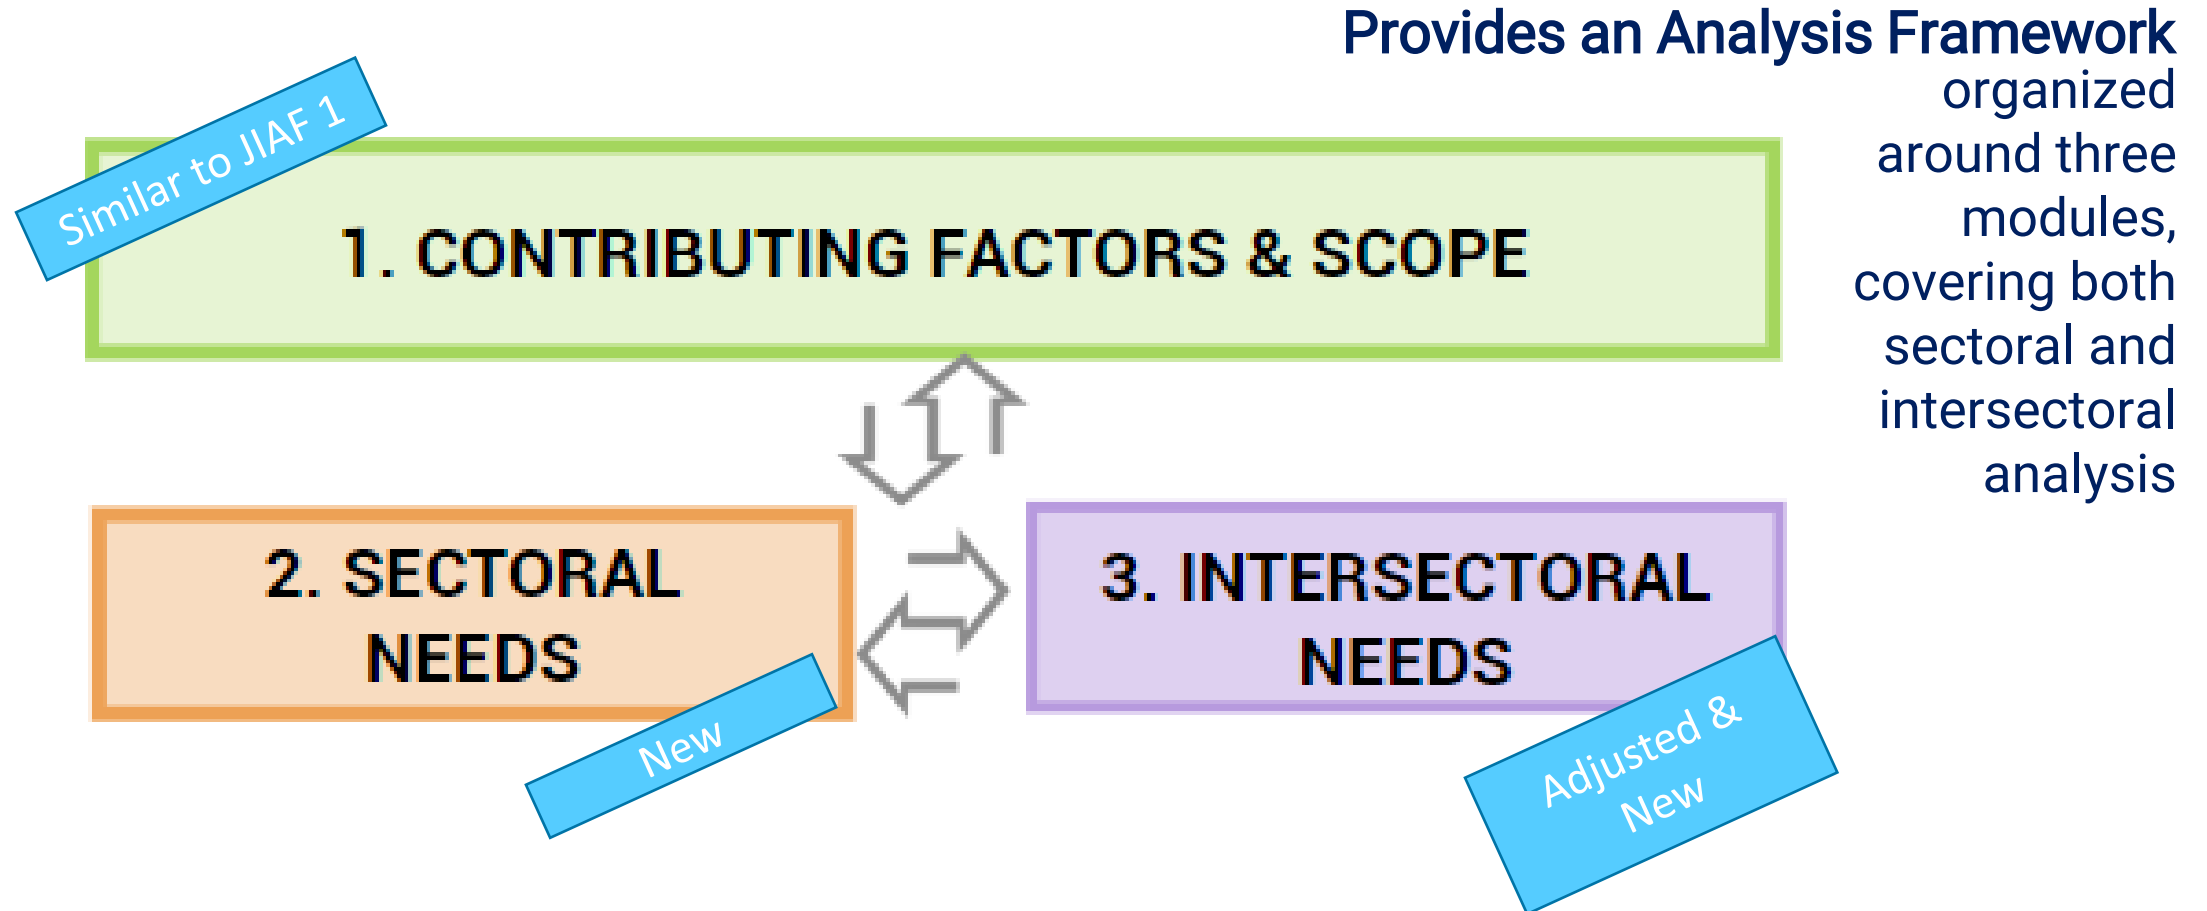 Provides an Analysis Framework
organized
around three
modules,
covering both
sectoral and
intersectoral
analysis
Similar to JIAF 1
1. CONTRIBUTING FACTORS & SCOPE
2. SECTORAL
NEEDS
New
3. INTERSECTORAL
NEEDS
Adjusted &
New